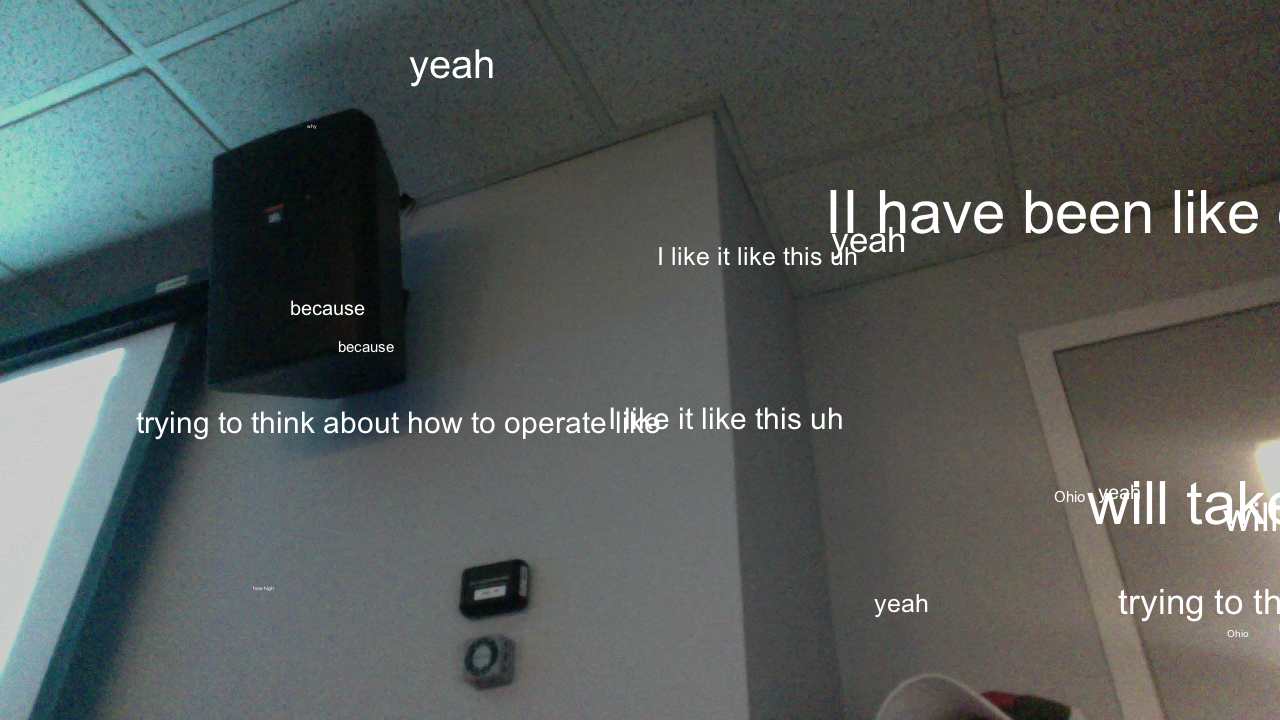 yeah
why
II have been like
yeah
I like it like this uh
because
because
trying to think about how to operate like
I like it like this uh
Ohio
yeah
will take
will
how high
yeah
trying to th
Ohio